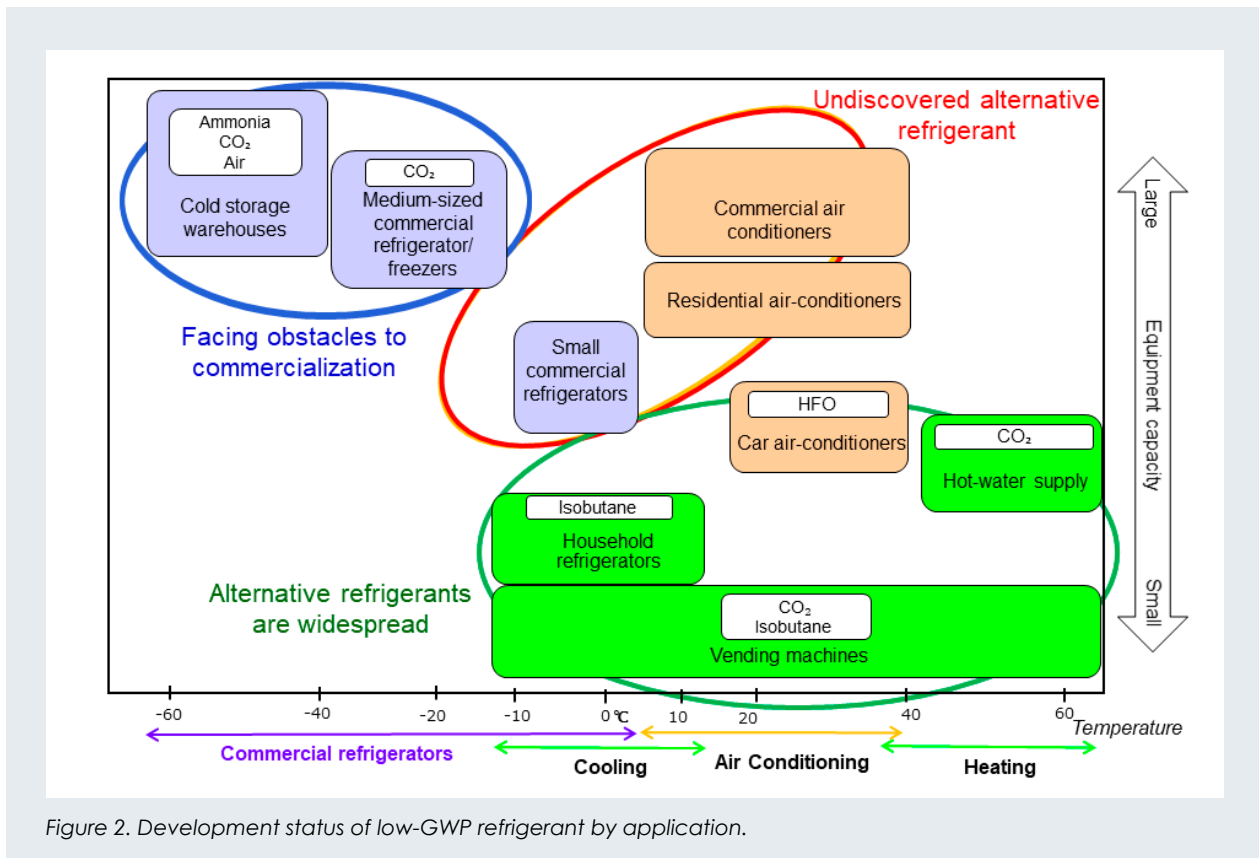 Undiscovered alternative
refrigerant
Ammonia
CO₂
Air
Cold storage
warehouses
CO₂
Medium-sized
commercial
refrigerator/
freezers
Commercial air
conditioners
Residential air-conditioners
Facing obstacles to
commercialization
Small
commercial
refrigerators
HFO
Car air-conditioners
CO₂
Hot-water supply
Isobutane
Household
refrigerators
Alternative refrigerants
are widespread
CO₂
Isobutane
Vending machines
Large
Equipment capacity
Small
-60
-40
-20
-10
0 ℃
10
20
40
60
Temperature
Commercial refrigerators
Cooling
Air Conditioning
Heating
Figure 2. Development status of low-GWP refrigerant by application.